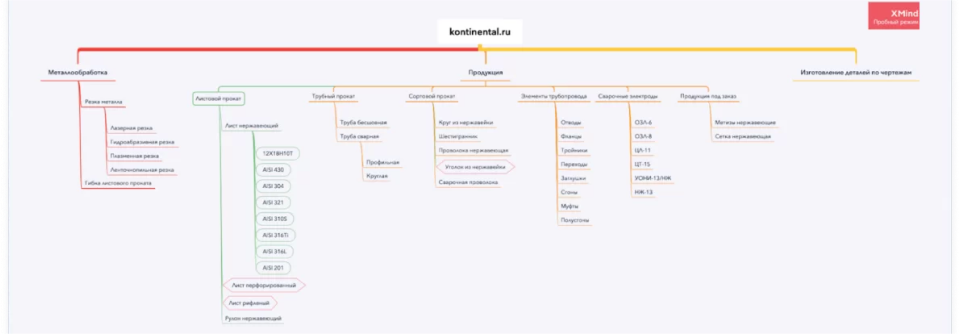 XMind
Пробный режим
kontinental.ru
Металлообработка
Резка металла
Лазерная резка
Гидроабразивная резка
Плазменная резка
Ленточнопильная резка
Гибка листового проката
Продукция
Листовой прокат
Лист нержавеющий
12Х18Н10Т
AISI 430
AISI 304
AISI 321
AISI 310S
AISI 316Ti
AISI 316L
AISI 201
Лист перфорированный
Лист рифленый
Рулон нержавеющий
Трубный прокат
Труба бесшовная
Труба сварная
Профильная
Круглая
Сортовой прокат
Круг из нержавейки
Шестигранник
Проволока нержавеющая
Уголок из нержавейки
Сварочная проволока
Элементы трубопровода
Отводы
Фланцы
Тройники
Переходы
Заглушки
Сгоны
Муфты
Полусгоны
Сварочные электроды
ОЗЛ-6
ОЗЛ-8
ЦЛ-11
ЦТ-15
УОНИ-13/НЖ
НЖ-13
Продукция под заказ
Метизы нержавеющие
Сетка нержавеющая
Изготовление деталей по чертежам